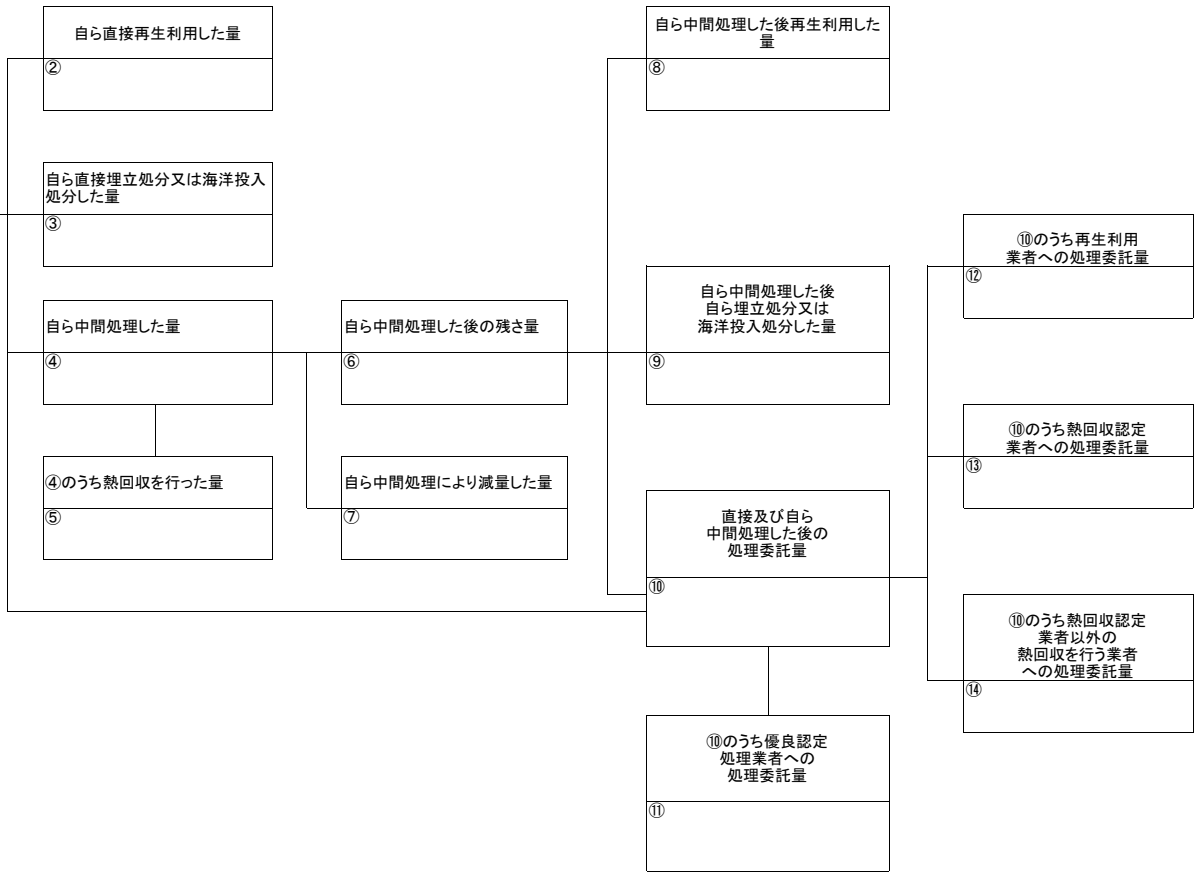 自ら直接再生利用した量
②
自ら直接埋立処分又は海洋投入
処分した量
③
自ら中間処理した量
④
④のうち熱回収を行った量
⑤
自ら中間処理した後の残さ量
⑥
自ら中間処理により減量した量
⑦
自ら中間処理した後再生利用した
量
⑧
自ら中間処理した後
自ら埋立処分又は
海洋投入処分した量
⑨
直接及び自ら
中間処理した後の
処理委託量
⑩
⑩のうち優良認定
処理業者への
処理委託量
⑪
⑩のうち再生利用
業者への処理委託量
⑫
⑩のうち熱回収認定
業者への処理委託量
⑬
⑩のうち熱回収認定
業者以外の
熱回収を行う業者
への処理委託量
⑭